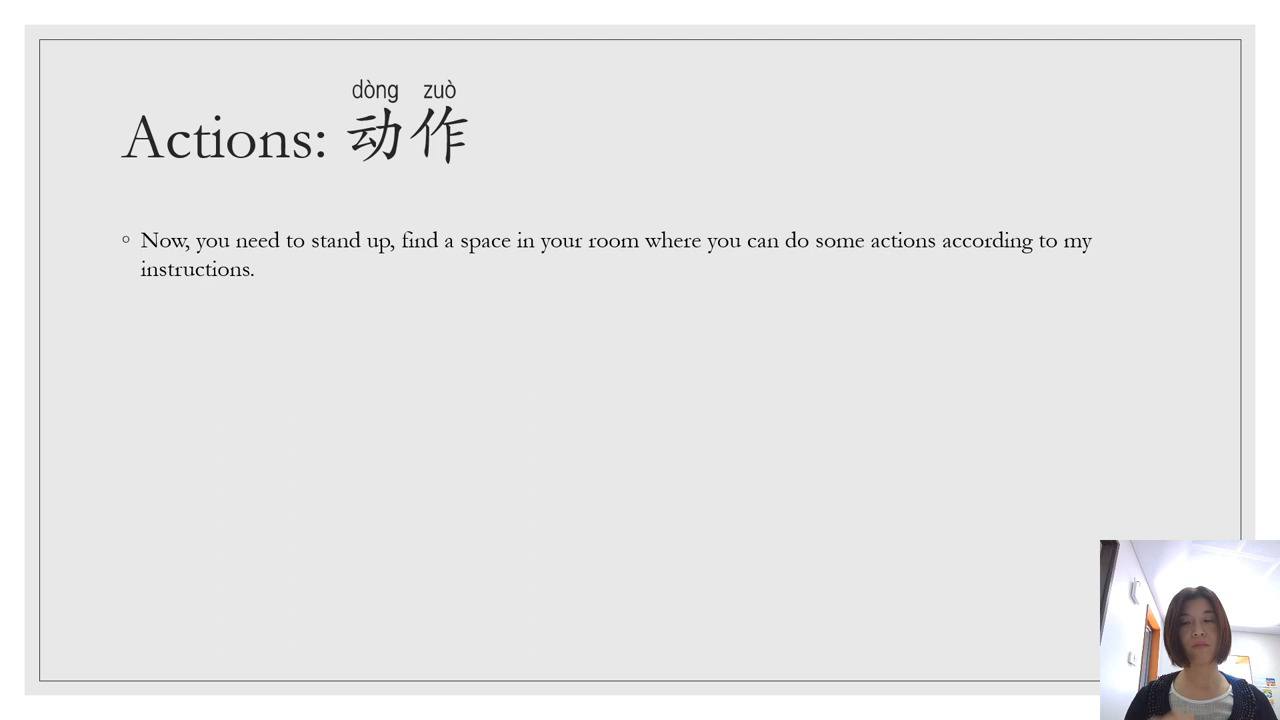 dòng zuò
Actions: 动作
Now, you need to stand up, find a space in your room where you can do some actions according to my
instructions.